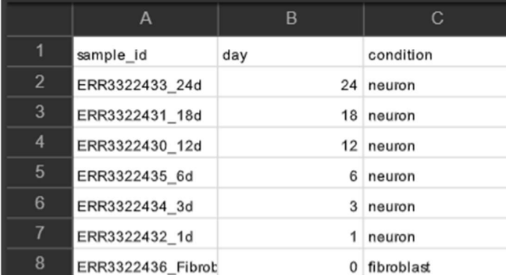 A B C
1 sample_id day condition
2 ERR3322433_24d 24 neuron
3 ERR3322431_18d 18 neuron
4 ERR3322430_12d 12 neuron
5 ERR3322435_6d 6 neuron
6 ERR3322434_3d 3 neuron
7 ERR3322432_1d 1 neuron
8 ERR3322436_Fibrob 0 fibroblast